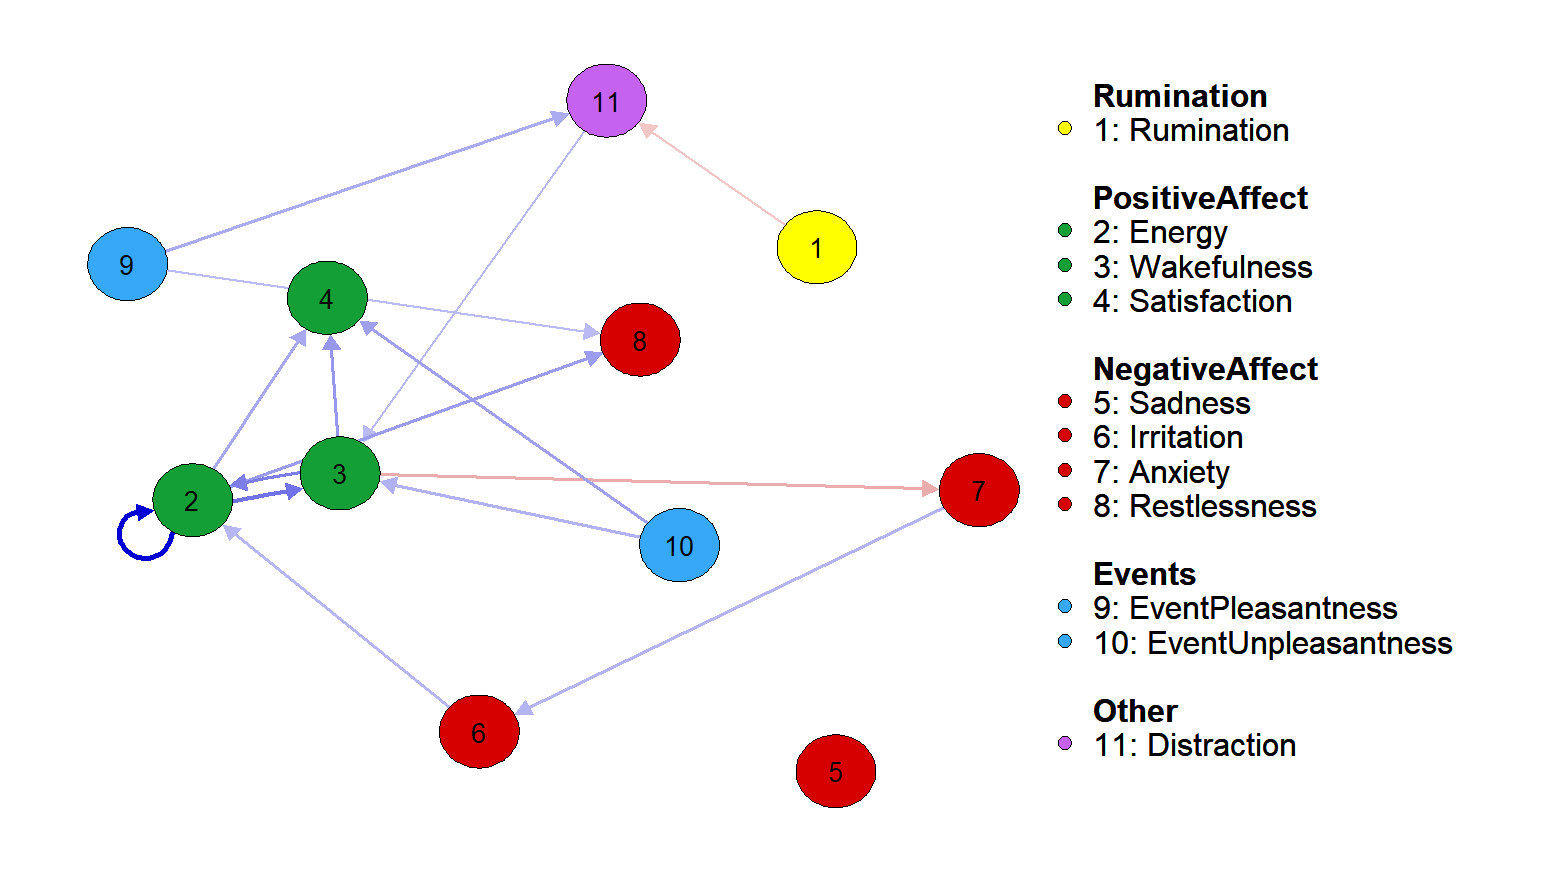 11
1
9
4
8
3
2
7
10
6
5
Rumination
1: Rumination
PositiveAffect
2: Energy
3: Wakefulness
4: Satisfaction
NegativeAffect
5: Sadness
6: Irritation
7: Anxiety
8: Restlessness
Events
9: EventPleasantness
10: EventUnpleasantness
Other
11: Distraction